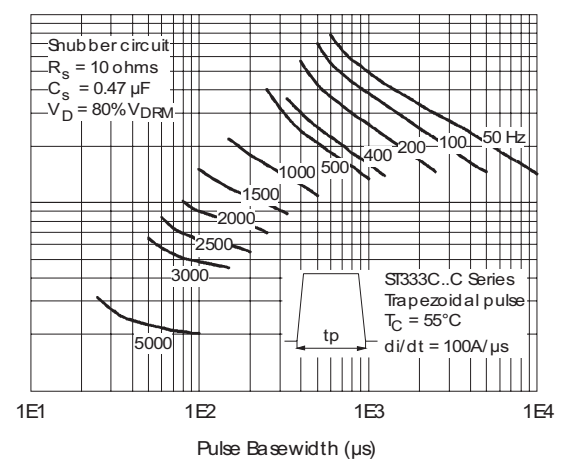 Snubber circuit
Rs = 10 ohms
Cs = 0.47 µF
VD = 80% VDRM
50 Hz
100
200
400
500
1000
1500
2000
2500
3000
5000
ST333C..C Series
Trapezoidal pulse
TC = 55°C
di/dt = 100A/µs
tp
1E1 1E2 1E3 1E4
Pulse Basewidth (µs)